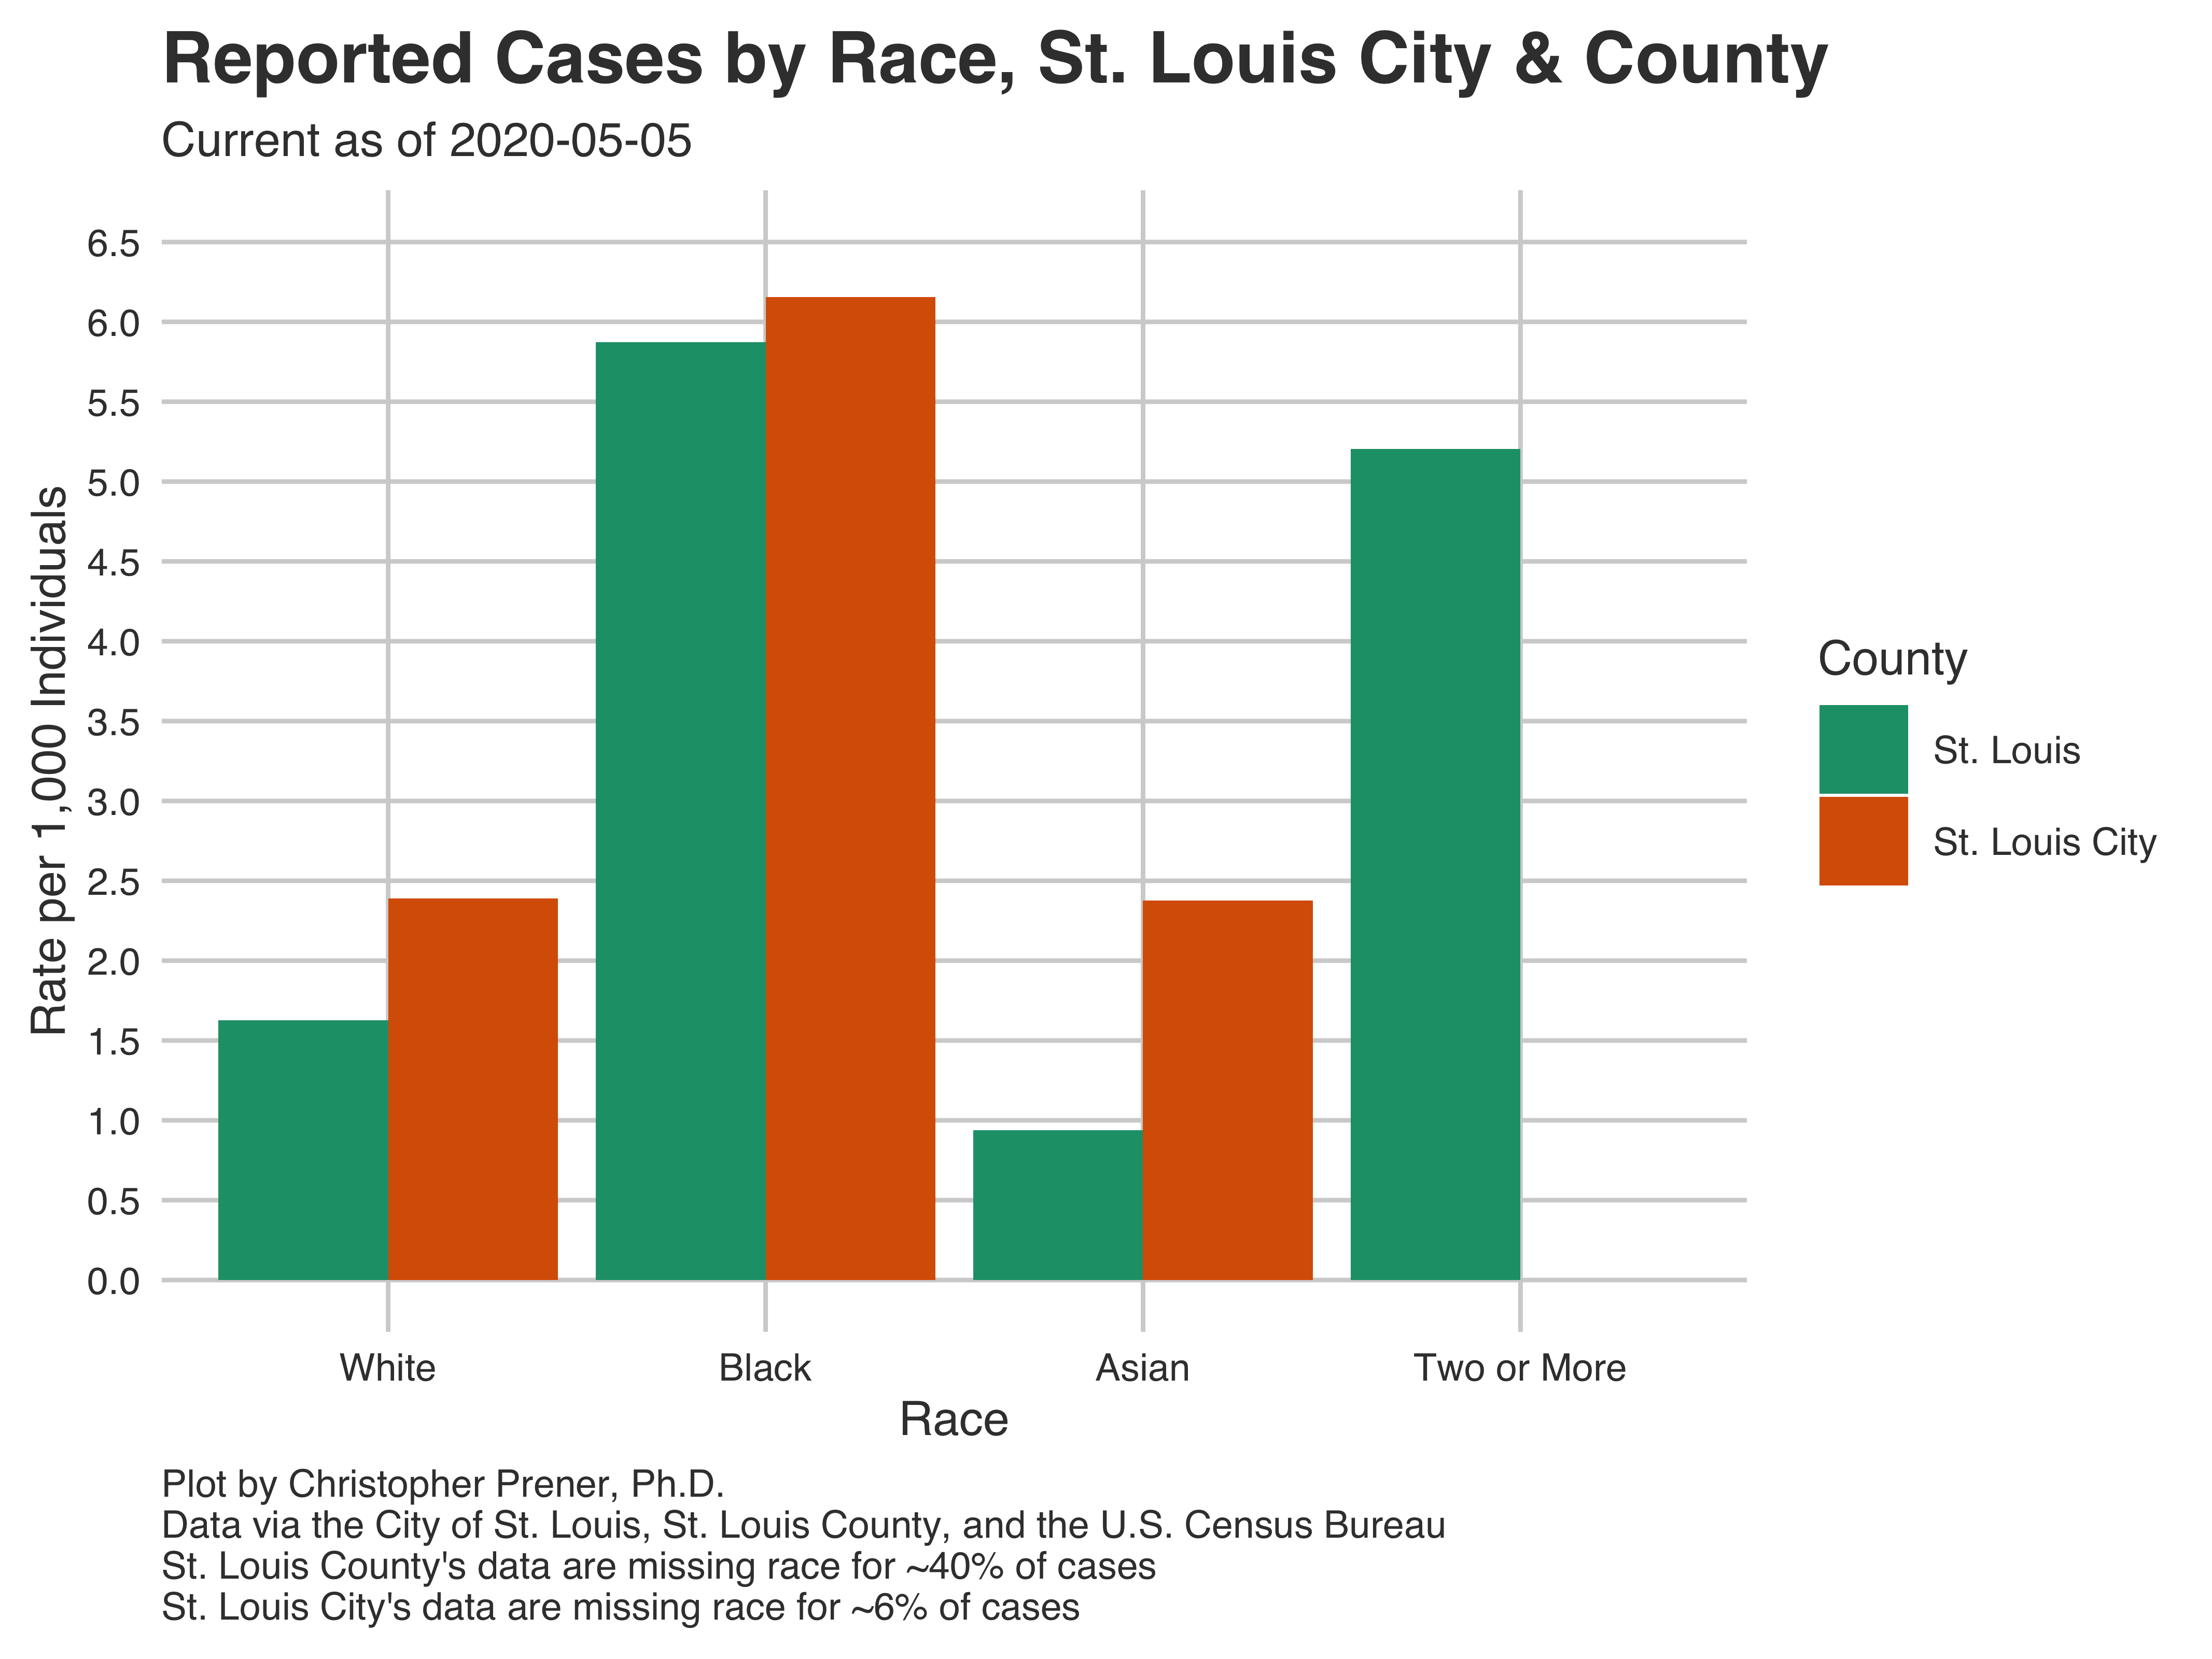 Reported Cases by Race, St. Louis City & County
Current as of 2020-05-05
Rate per 1,000 Individuals
6.5
6.0
5.5
5.0
4.5
4.0
3.5
3.0
2.5
2.0
1.5
1.0
0.5
0.0
White Black Asian Two or More
Race
County
St. Louis
St. Louis City
Plot by Christopher Prener, Ph.D.
Data via the City of St. Louis, St. Louis County, and the U.S. Census Bureau
St. Louis County's data are missing race for ~40% of cases
St. Louis City's data are missing race for ~6% of cases